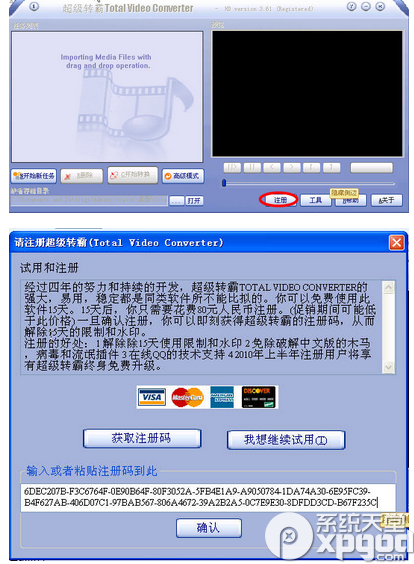 超级转霸Total Video Converter - HD version 3.61 (Registered)
Importing Media Files with
drag and drop operation.
开始新任务
删除
开始转换
高级模式
打开
隐藏侧边
注册
工具
帮助
关于
请注册超级转霸(Total Video Converter)
试用和注册
经过四年的努力和持续的开发，超级转霸TOTAL VIDEO CONVERTER的
强大，易用，稳定都是同类软件所不能比拟的。你可以免费使用此
软件15天。15天后，你只需要花费80元人民币注册。(促销期间可能低
于此价格)一旦确认注册，你可以即刻获得超级转霸的注册码，从而
解除15天的限制和水印。
注册的好处：1解除除15天使用限制和水印 2免除破解中文版的木马
，病毒和流氓插件 3在线QQ的技术支持 4 2010年上半年注册用户将享
有超级转霸终身免费升级。
VISA MasterCard AMERICAN EXPRESS DISCOVER
获取注册码
我想继续试用(T)
输入或者粘贴注册码到此
6DEC207B-F3C6764F-0E90B64F-80F3052A-5FB4E1A9-A9050784-1DA74A30-6E95FC39-
B4F627AB-406D07C1-97BAB567-806A4672-39A2B2A5-0C7E9E30-8DFDD3CD-B67F235C
确认
系统天堂
xpgod